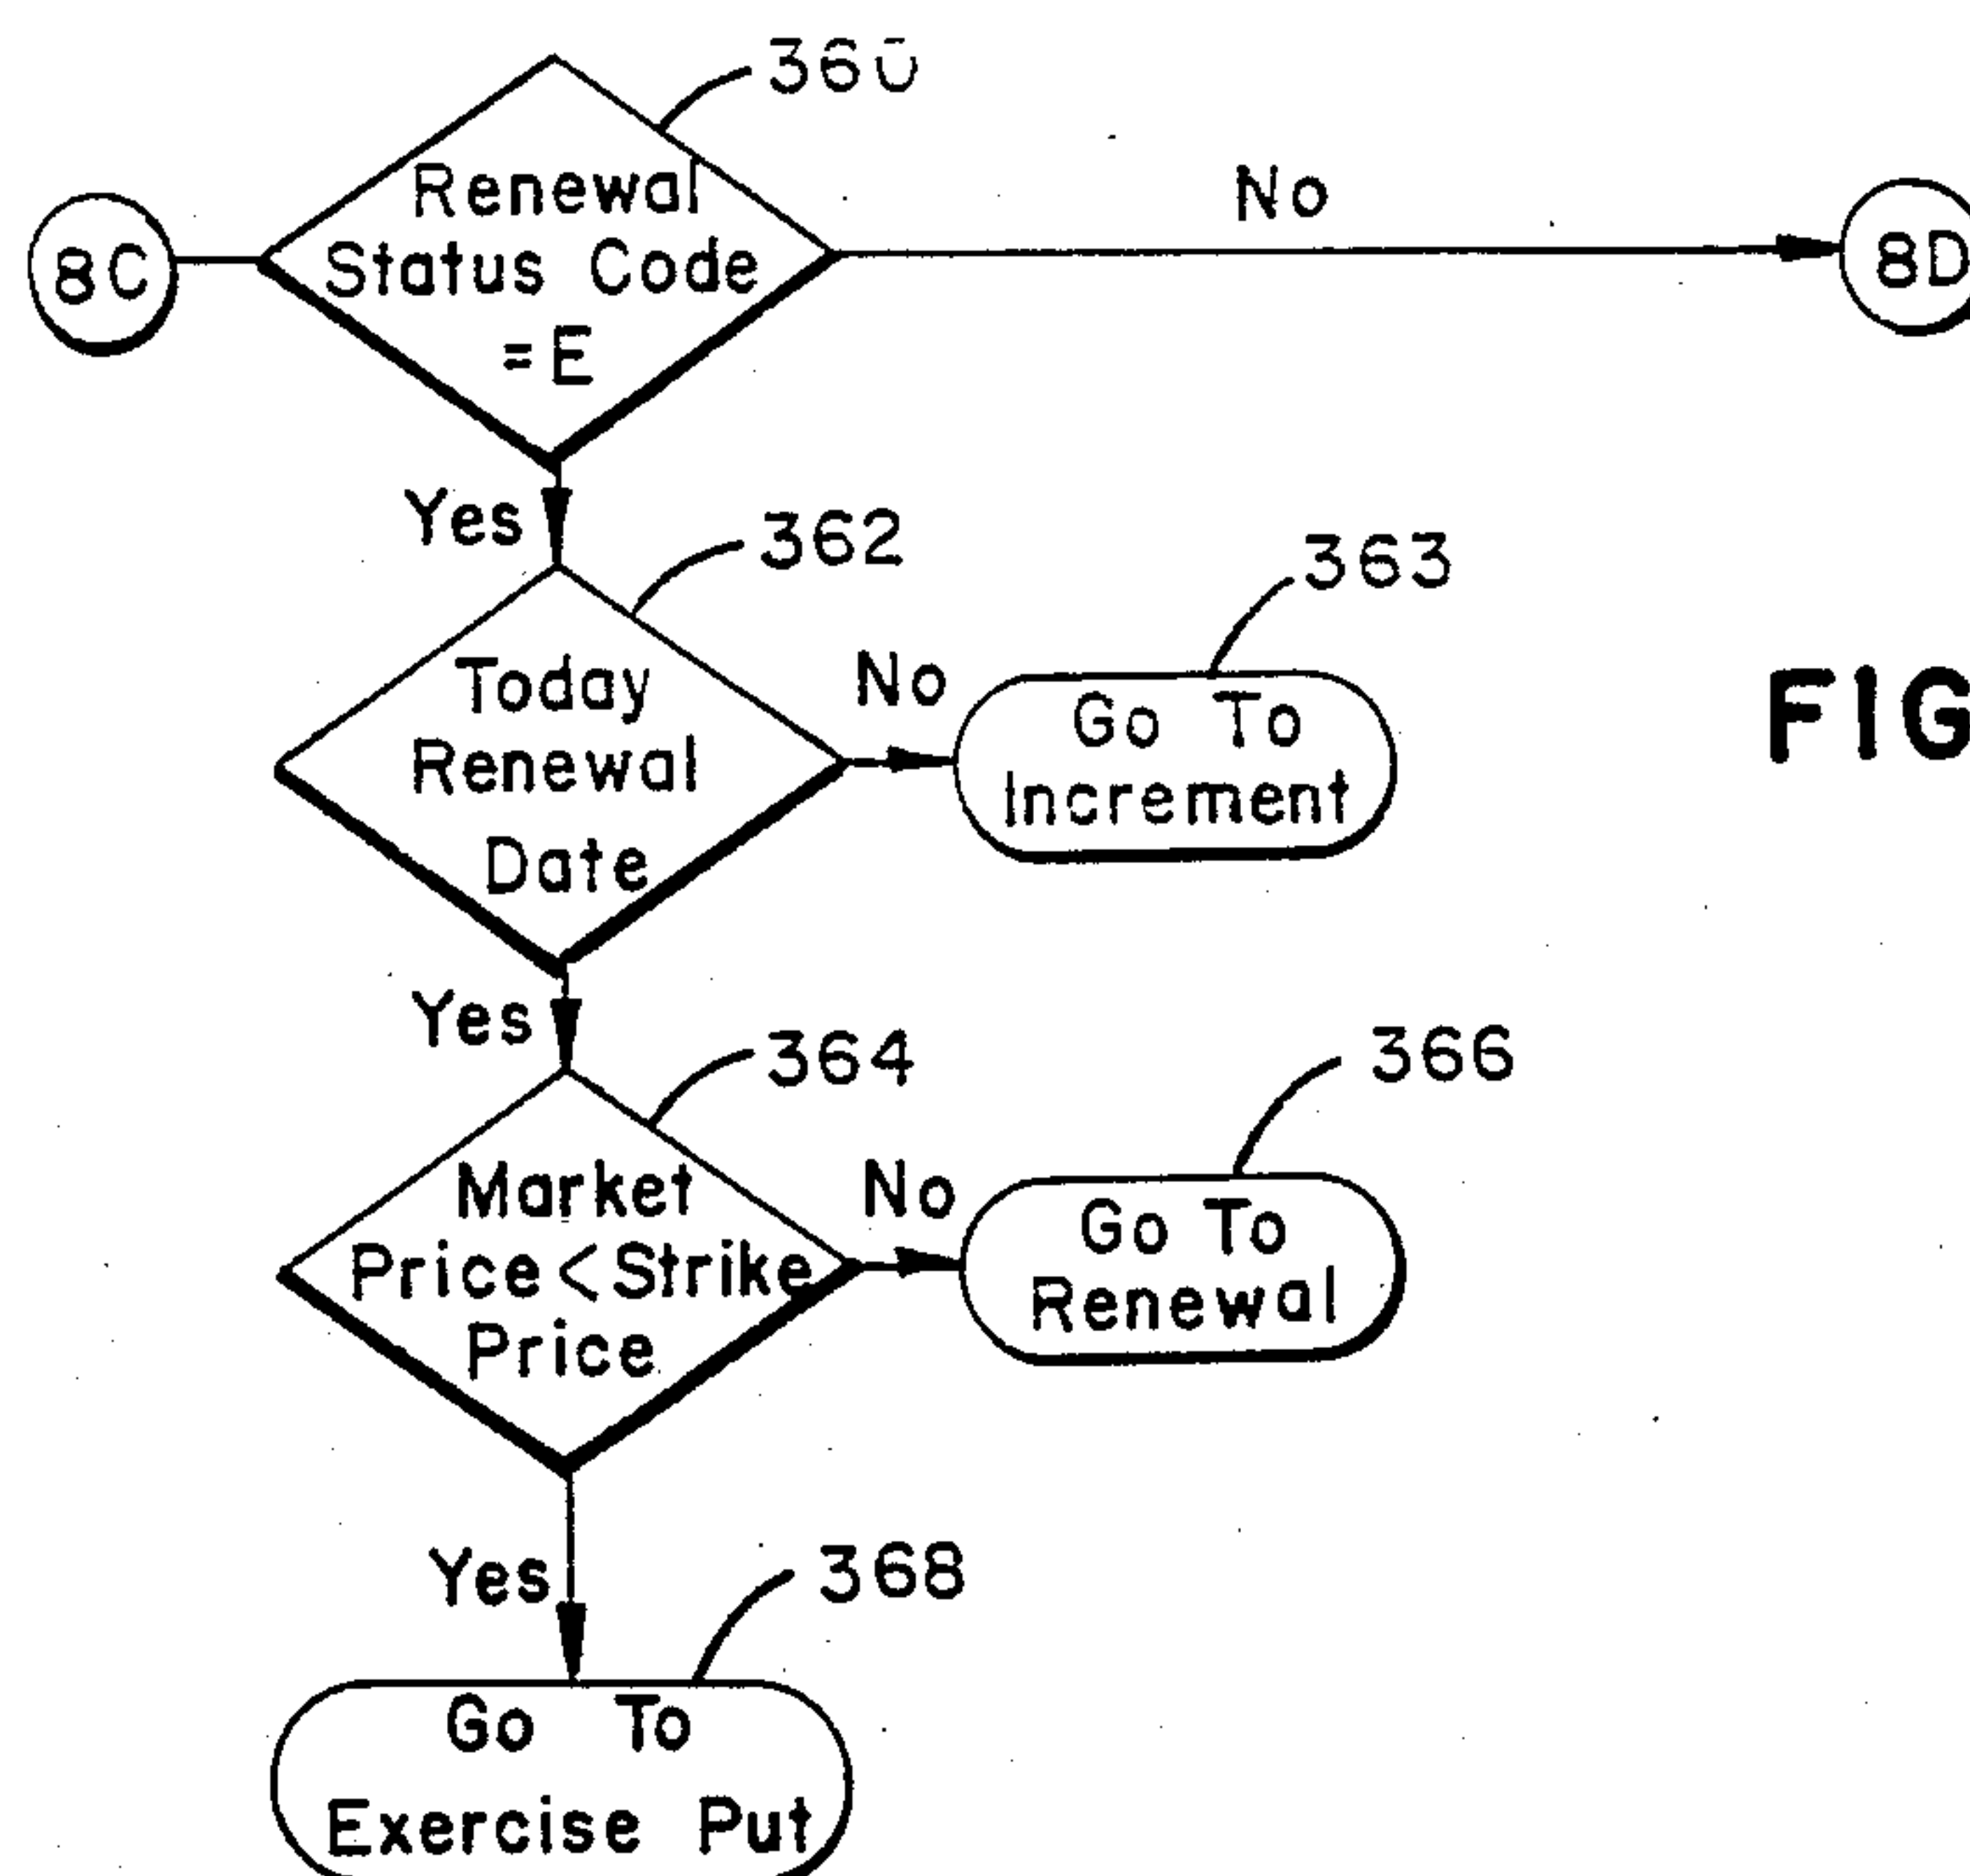 360
Renewal
Status Code
=E
8C
No
8D
Yes
362
Today
Renewal
Date
No
363
Go To
Increment
FIG
Yes
364
Market
Price < Strike
Price
No
366
Go To
Renewal
Yes
368
Go To
Exercise Put